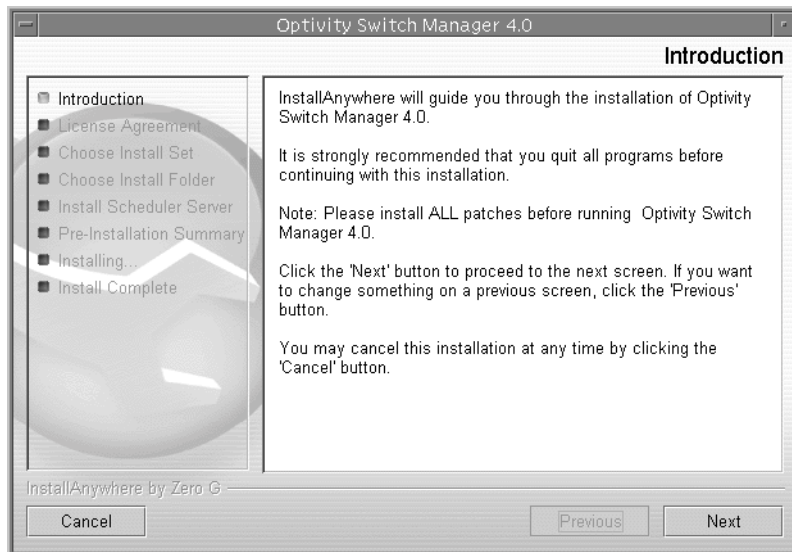 Optivity Switch Manager 4.0
Introduction
Introduction
License Agreement
Choose Install Set
Choose Install Folder
Install Scheduler Server
Pre-Installation Summary
Installing...
Install Complete
InstallAnywhere will guide you through the installation of Optivity
Switch Manager 4.0.
It is strongly recommended that you quit all programs before
continuing with this installation.
Note: Please install ALL patches before running  Optivity Switch
Manager 4.0.
Click the 'Next' button to proceed to the next screen. If you want
to change something on a previous screen, click the 'Previous'
button.
You may cancel this installation at any time by clicking the
'Cancel' button.
InstallAnywhere by Zero G
Cancel
Previous
Next